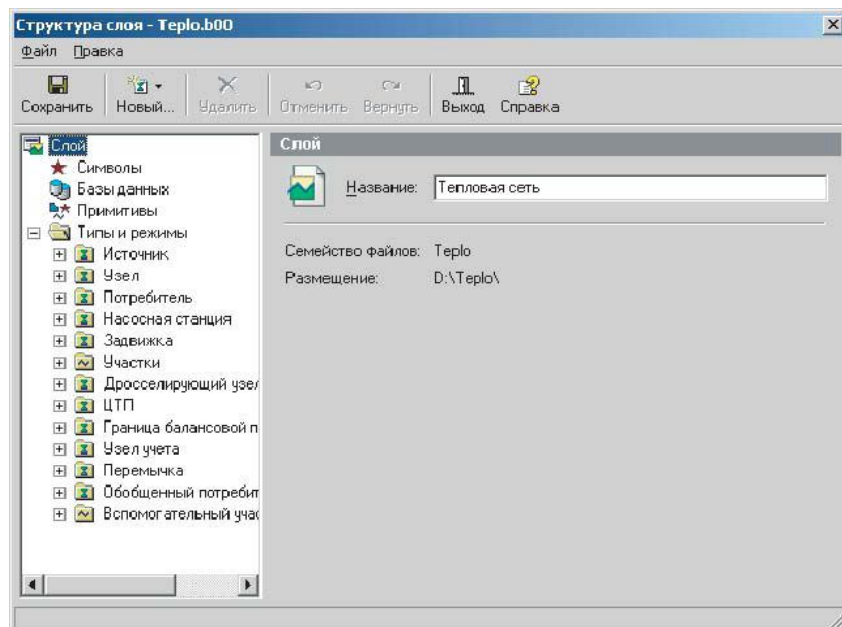 Структура слоя - Teplo.b00
Файл Правка
Сохранить Новый... Удалить Отменить Вернуть Выход Справка
Слой
Символы
Базы данных
Примитивы
Типы и режимы
Источник
Узел
Потребитель
Насосная станция
Задвижка
Участки
Дросселирующий узел
ЦТП
Граница балансовой п
Узел учета
Перемычка
Обобщенный потребит
Вспомогательный учас
Слой
Название: Тепловая сеть
Семейство файлов: Teplo
Размещение: D:\Teplo\